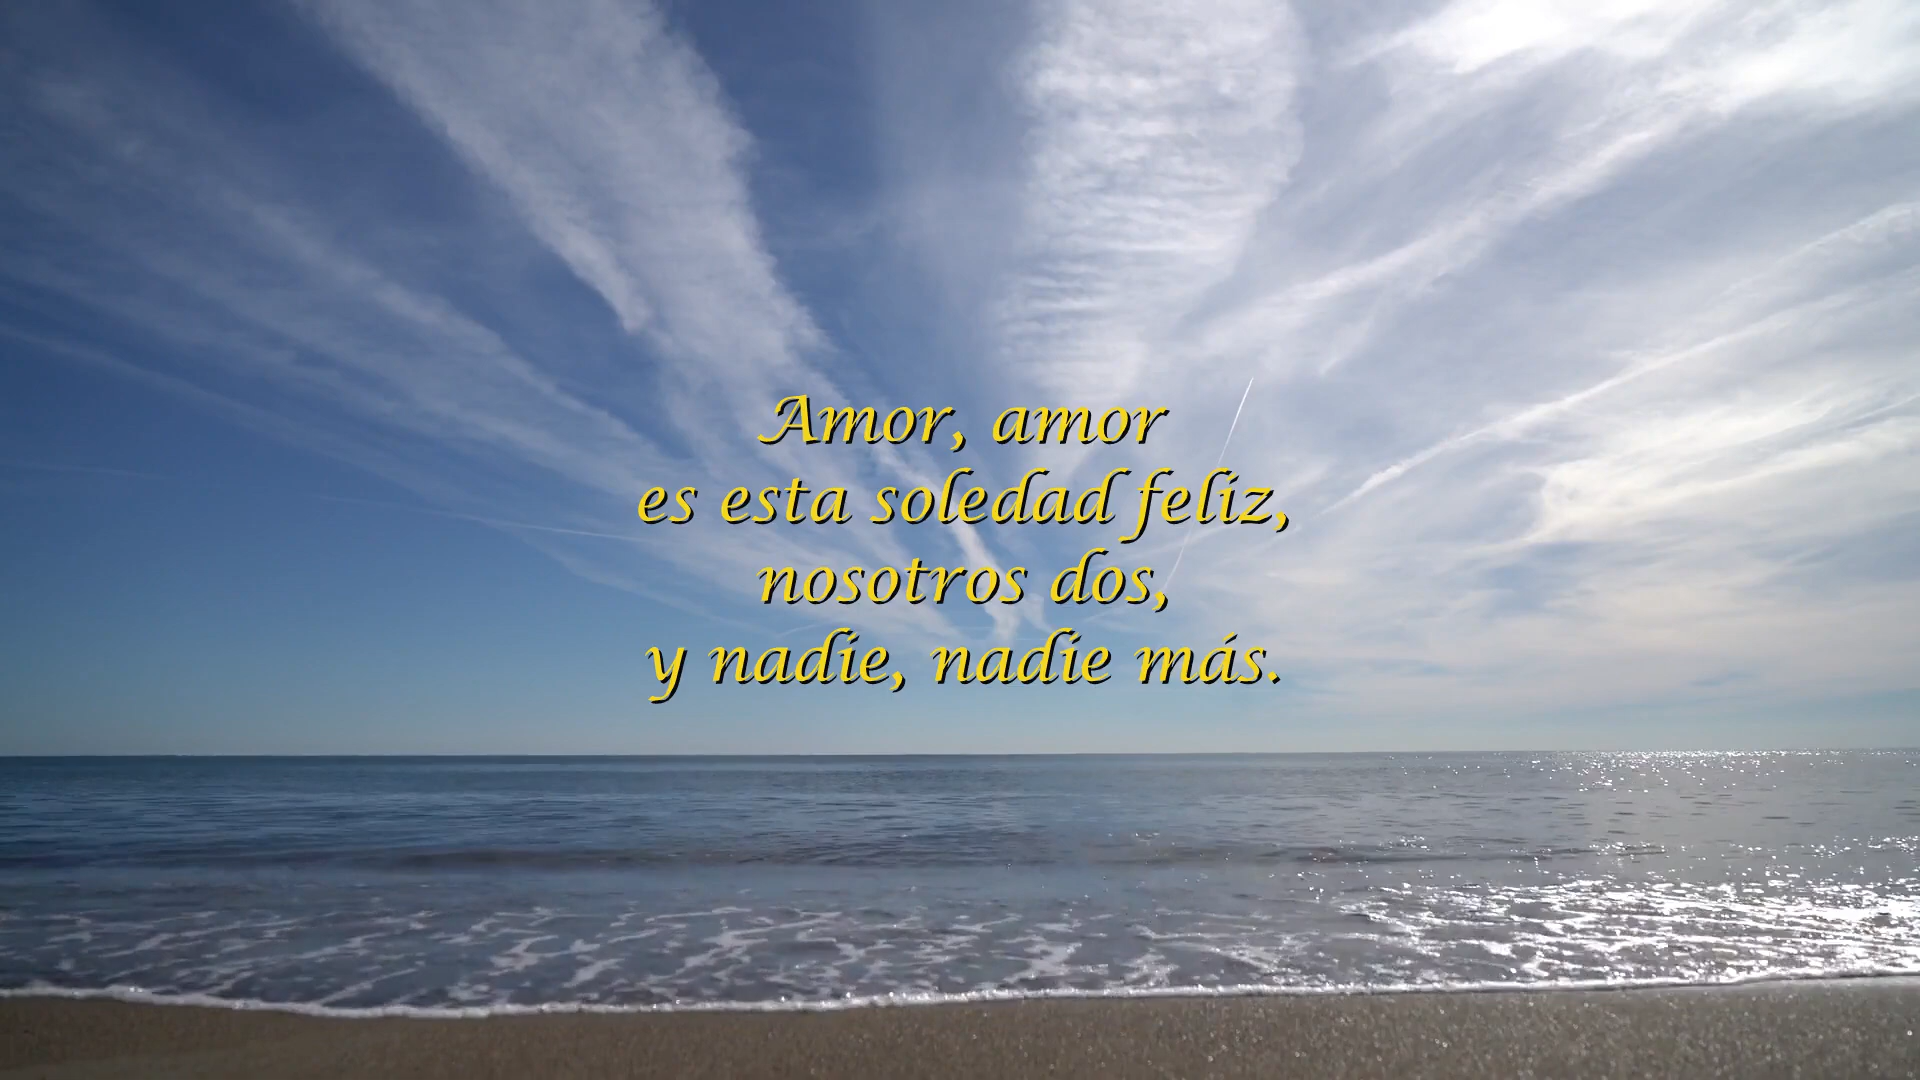 Amor, amor
es esta soledad feliz,
nosotros dos,
y nadie, nadie más.